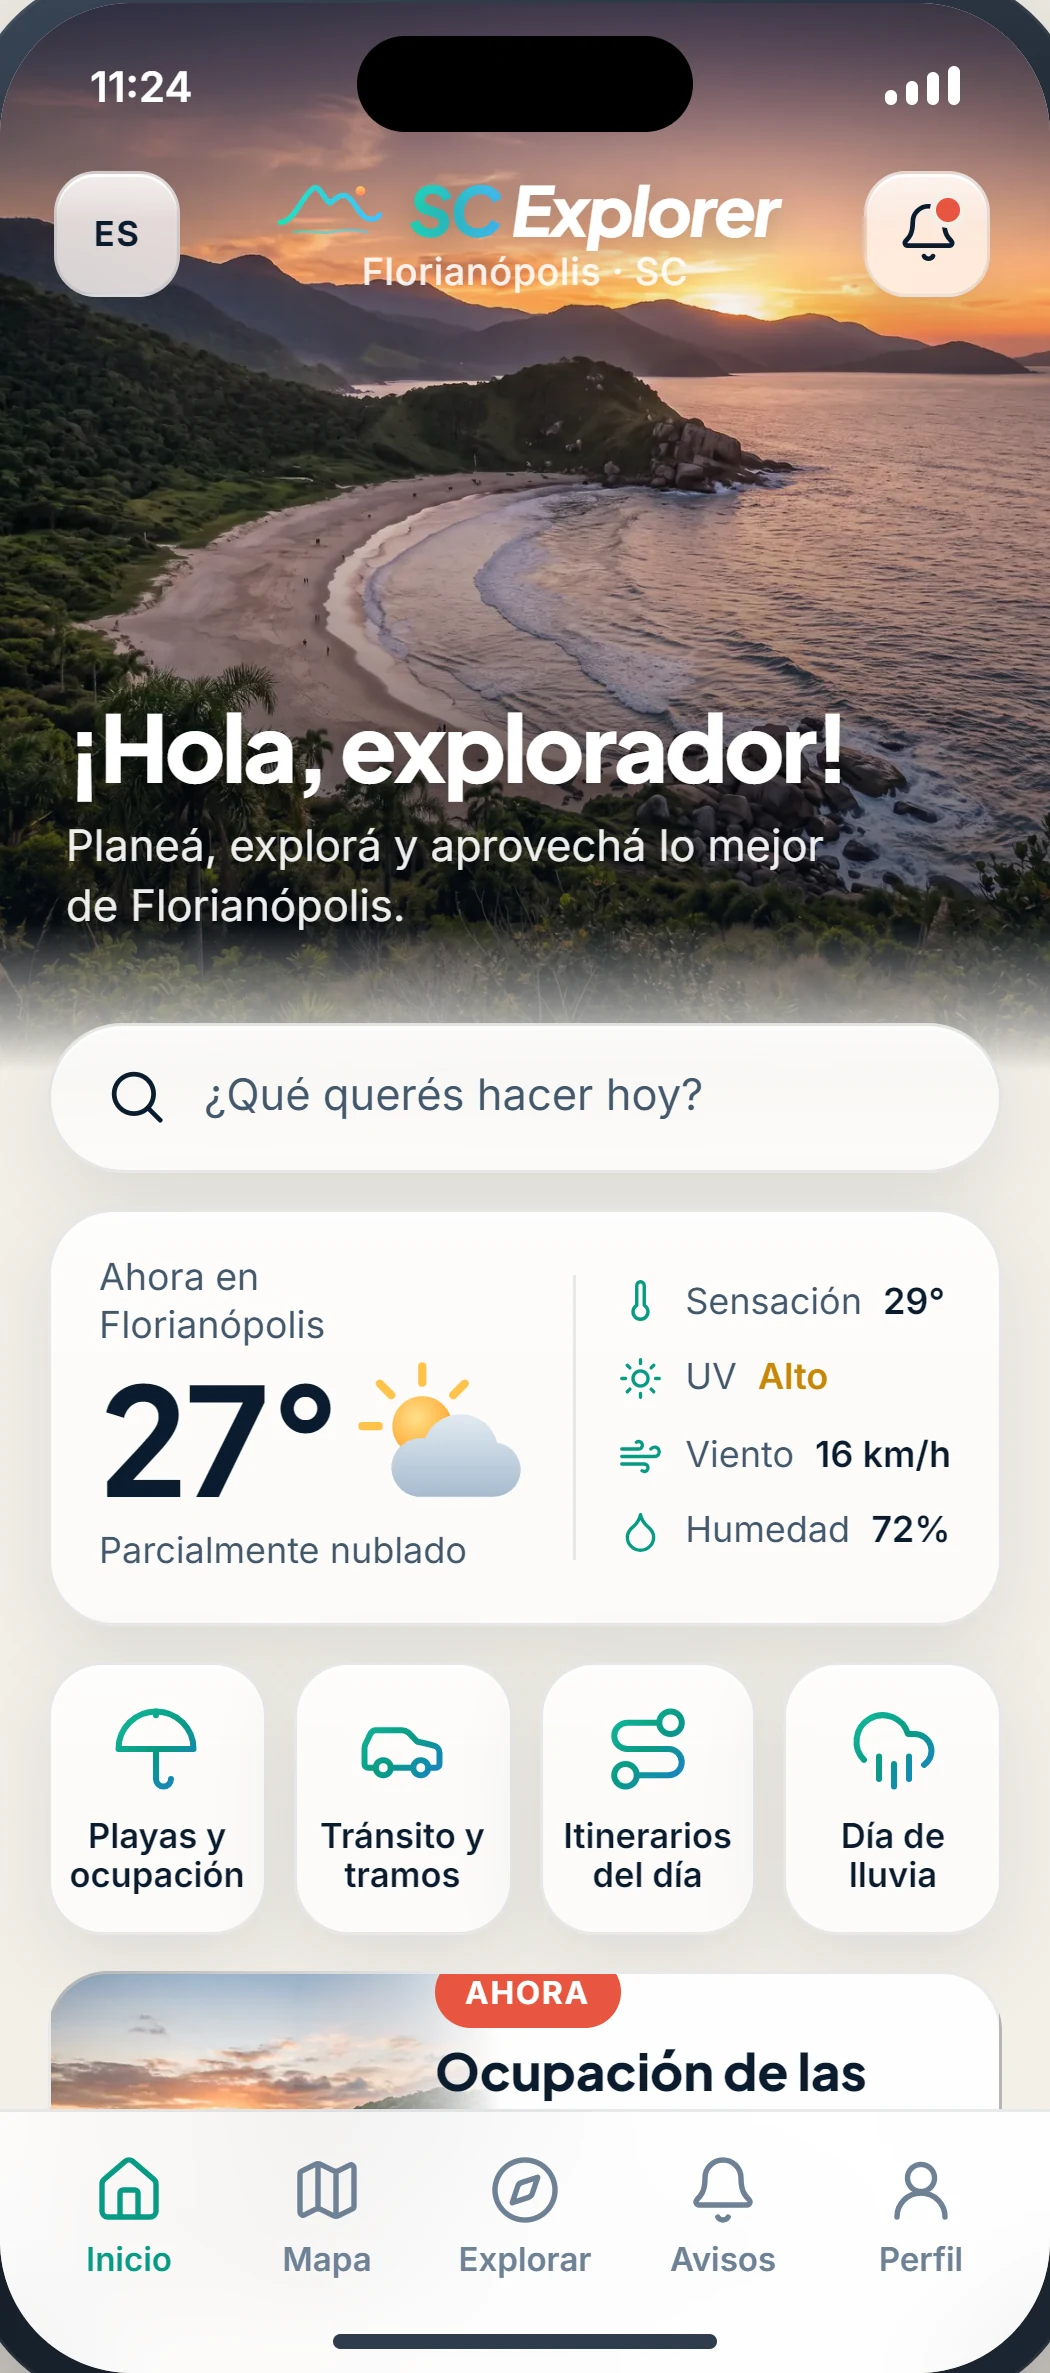 11:24
ES
SC Explorer
Florianópolis · SC
¡Hola, explorador!
Planeá, explorá y aprovechá lo mejor
de Florianópolis.
¿Qué querés hacer hoy?
Ahora en
Florianópolis
27°
Parcialmente nublado
Sensación 29°
UV Alto
Viento 16 km/h
Humedad 72%
Playas y
ocupación
Tránsito y
tramos
Itinerarios
del día
Día de
lluvia
AHORA
Ocupación de las
Inicio
Mapa
Explorar
Avisos
Perfil